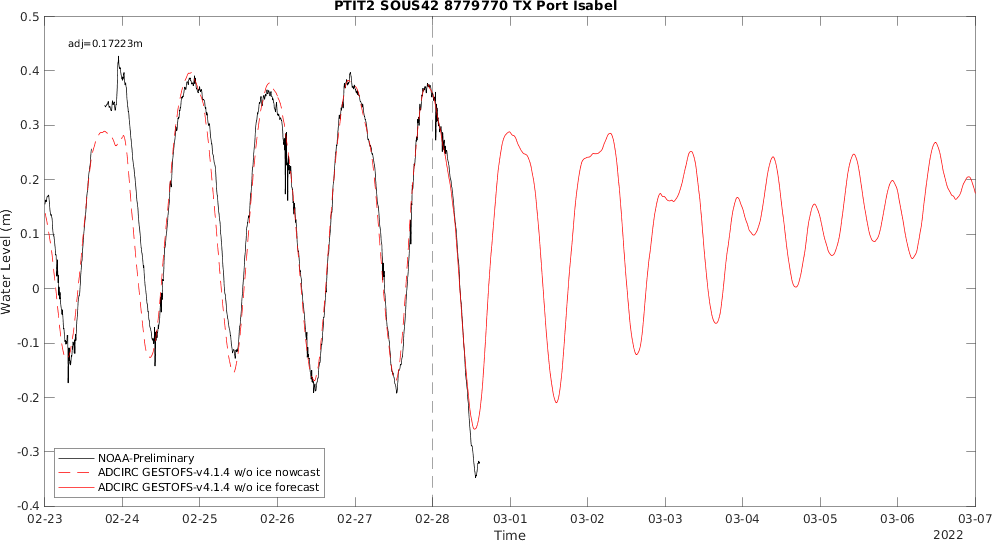 PTIT2 SOUS42 8779770 TX Port Isabel
adj=0.17223m
0.5
0.4
0.3
0.2
0.1
0
-0.1
-0.2
-0.3
-0.4
Water Level (m)
NOAA-Preliminary
ADCIRC GESTOFS-v4.1.4 w/o ice nowcast
ADCIRC GESTOFS-v4.1.4 w/o ice forecast
02-23 02-24 02-25 02-26 02-27 02-28 03-01 03-02 03-03 03-04 03-05 03-06 03-07
Time
2022